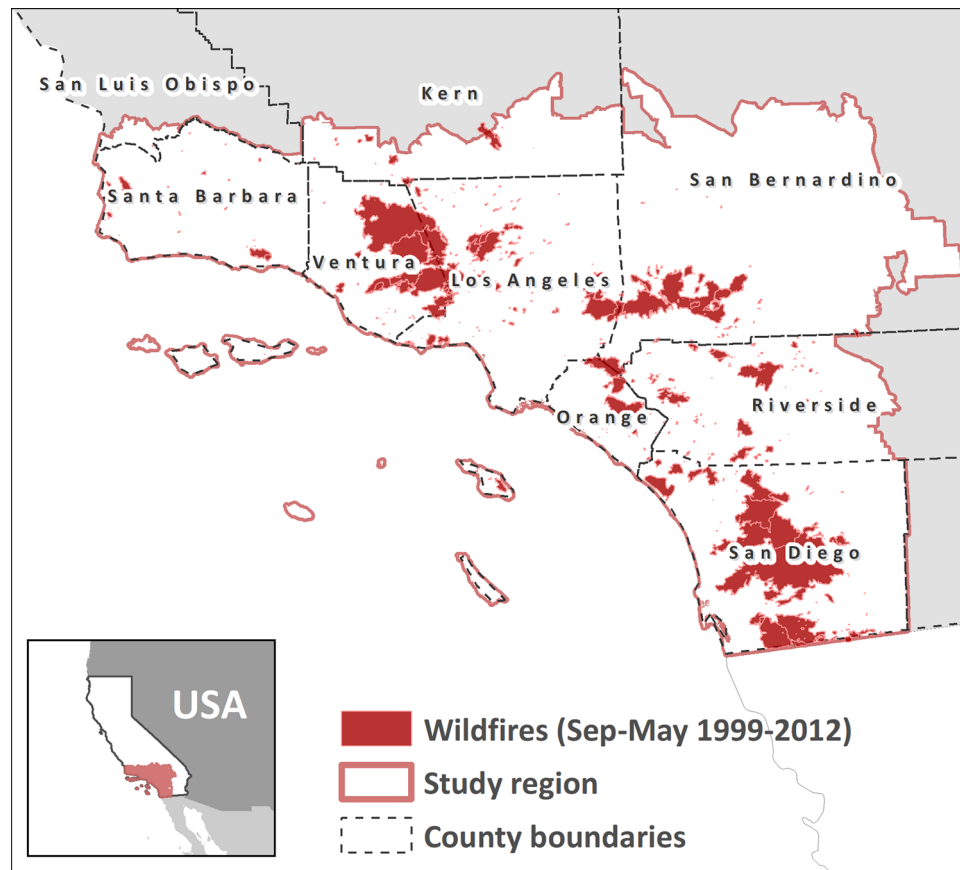 San Luis Obispo
Kern
San Bernardino
Santa Barbara
Ventura
Los Angeles
Riverside
Orange
San Diego
USA
Wildfires (Sep-May 1999-2012)
Study region
County boundaries